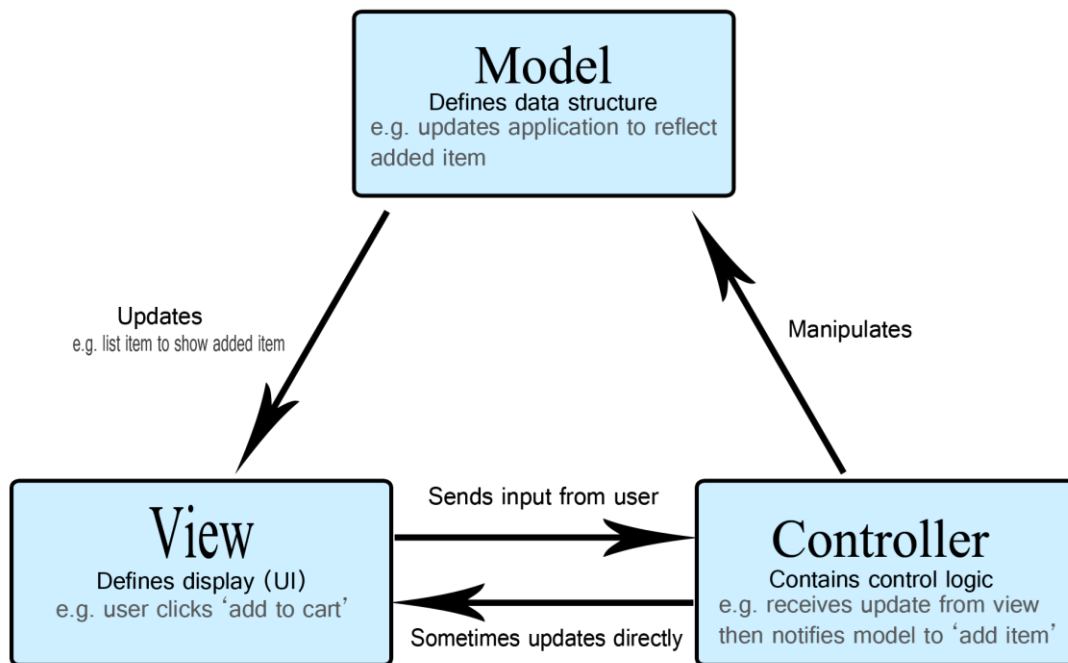 Model
Defines data structure
e.g. updates application to reflect
added item
Updates
e.g. list item to show added item
Manipulates
View
Defines display (UI)
e.g. user clicks ‘add to cart’
Sends input from user
Sometimes updates directly
Controller
Contains control logic
e.g. receives update from view
then notifies model to ‘add item’